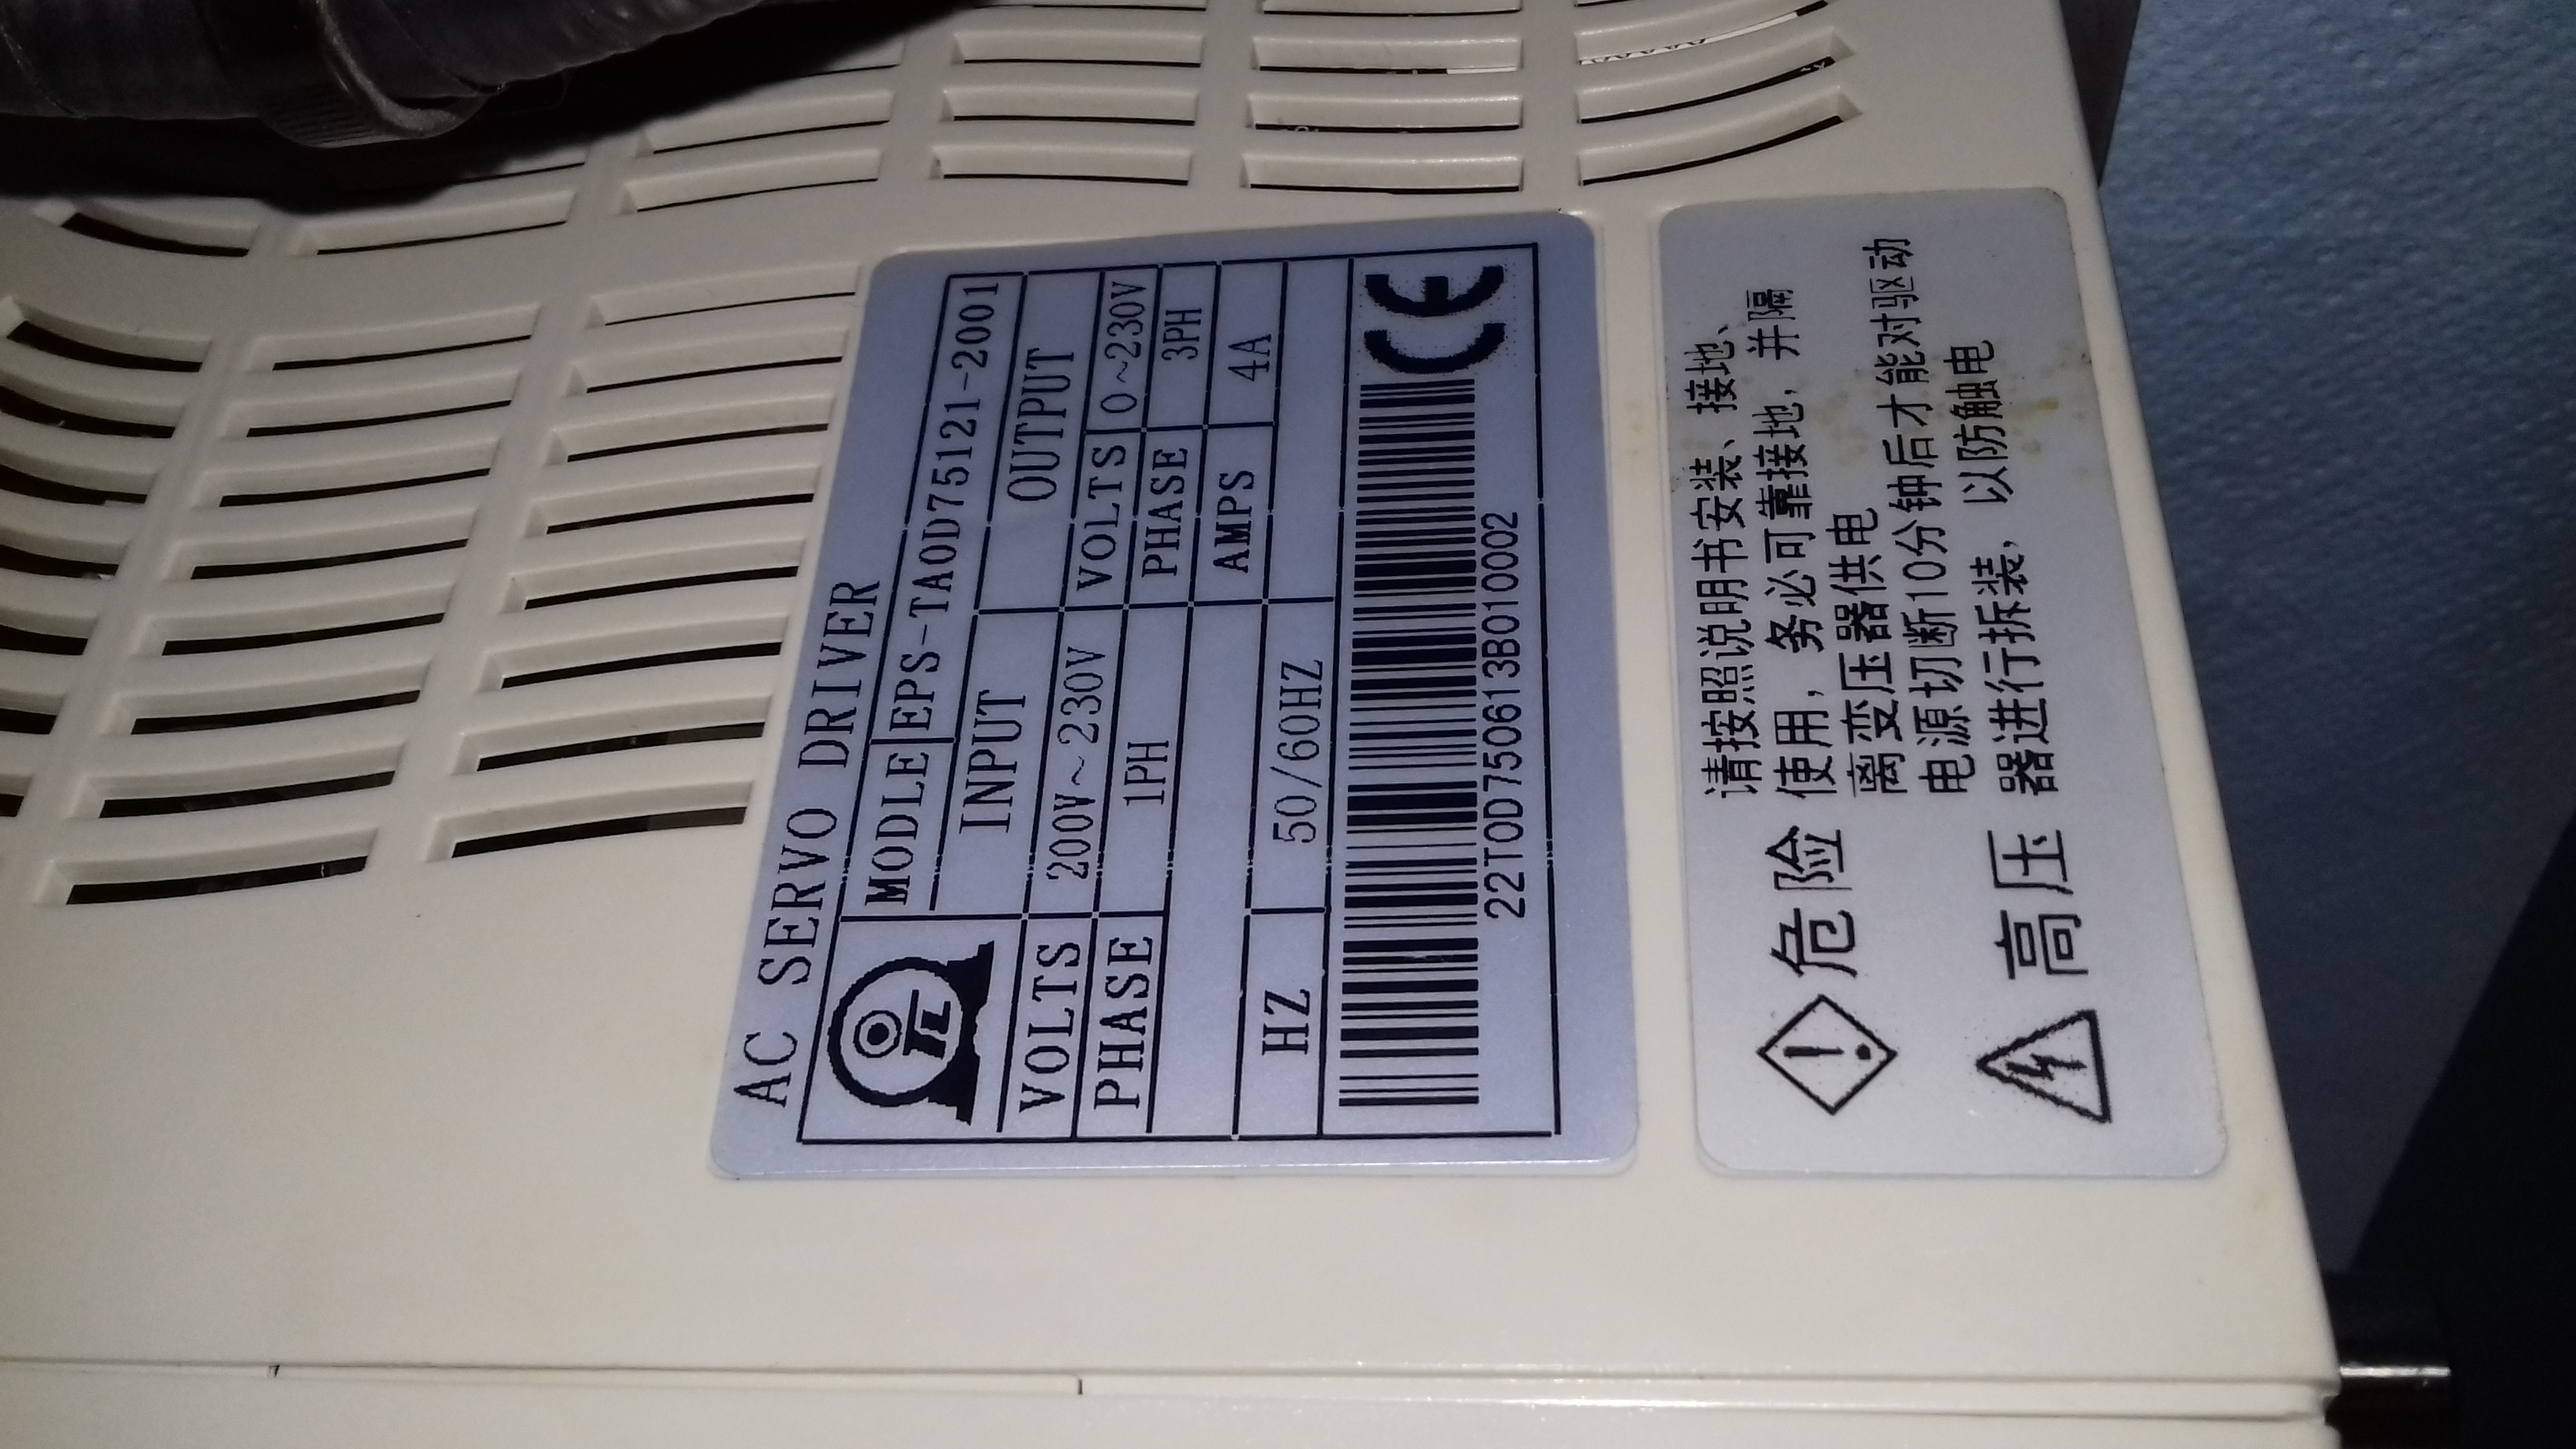 AC SERVO DRIVER
TL
MODLE EPS-TA0D75121-2001
INPUT OUTPUT
VOLTS 200V~230V VOLTS 0~230V
PHASE 1PH PHASE 3PH
AMPS 4A
HZ 50/60HZ
CE
22T0D750613B010002
危险
请按照说明书安装、接地、
使用，务必可靠接地，并隔
离变压器供电
高压
电源切断10分钟后才能对驱动
器进行拆装，以防触电